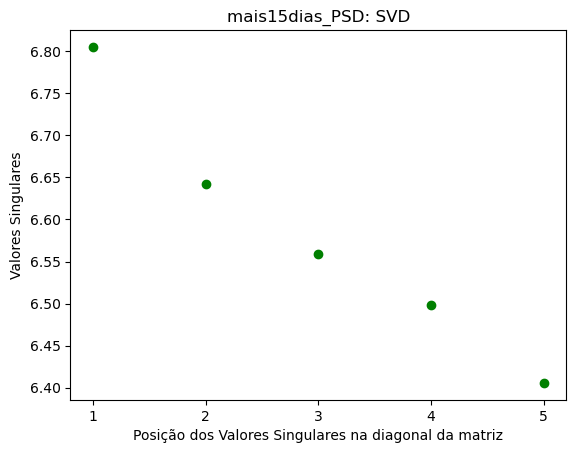 mais15dias_PSD: SVD
Valores Singulares
6.80
6.75
6.70
6.65
6.60
6.55
6.50
6.45
6.40
1 2 3 4 5
Posição dos Valores Singulares na diagonal da matriz